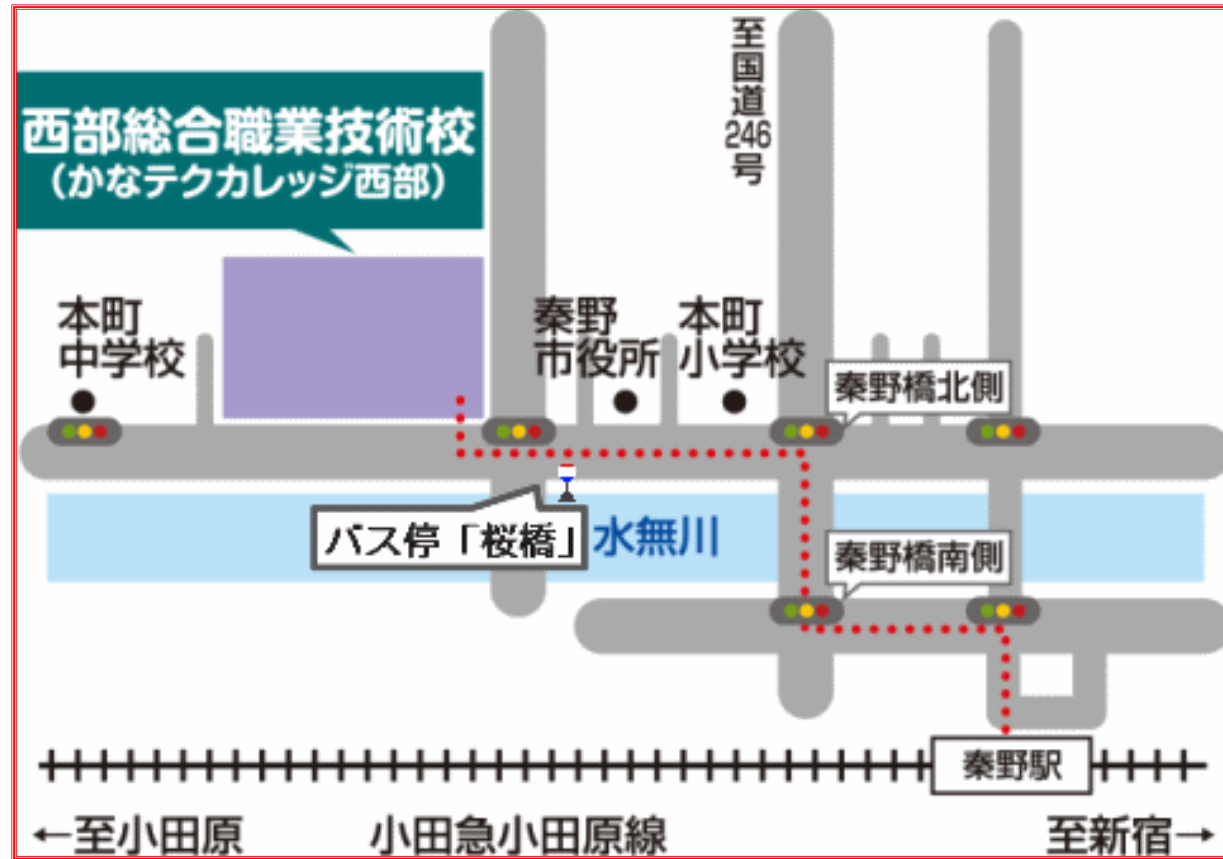 至国道246号
西部総合職業技術校
（かなテクカレッジ西部）
本町
中学校
秦野
市役所
本町
小学校
秦野橋北側
バス停「桜橋」
水無川
秦野橋南側
秦野駅
←至小田原
小田急小田原線
至新宿→